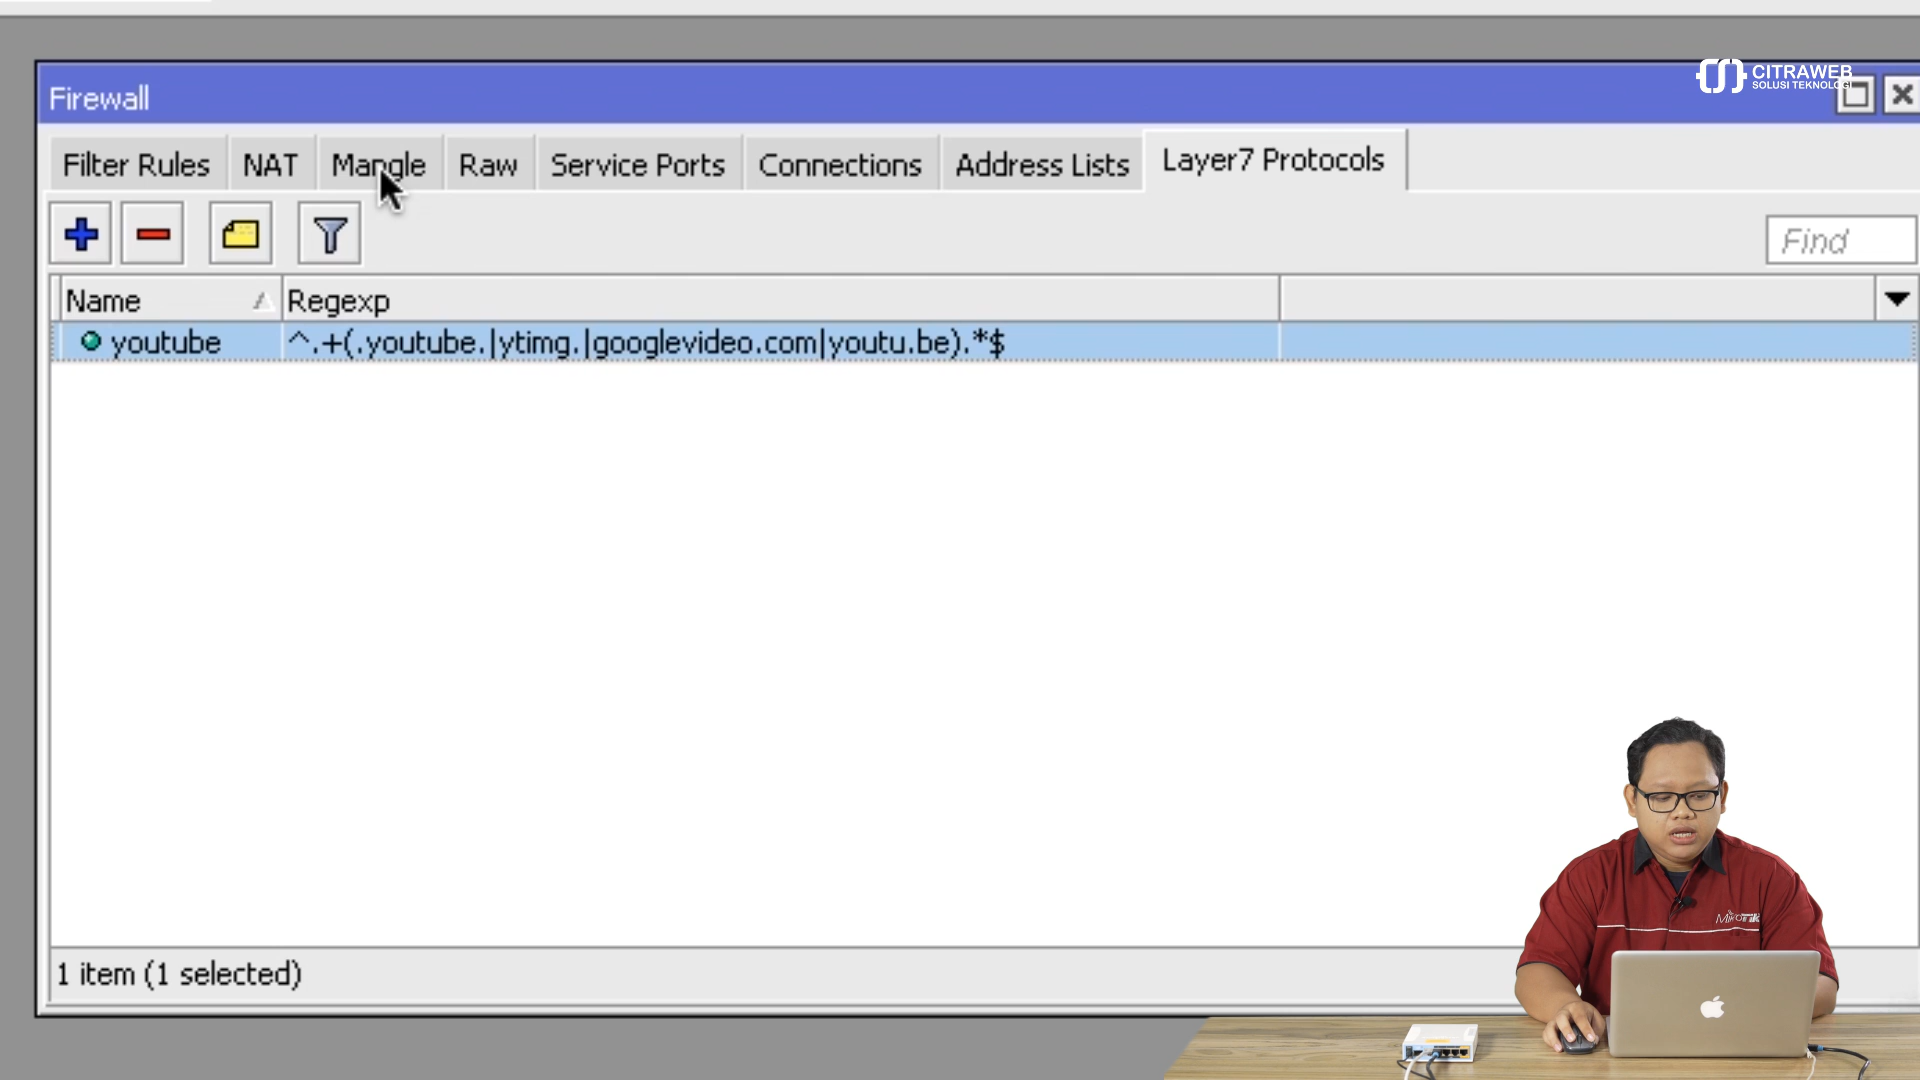 CITRAWEB
SOLUSI TEKNOLOGI
Firewall
Filter Rules NAT Mangle Raw Service Ports Connections Address Lists Layer7 Protocols
Find
Name Regexp
youtube ^.+(.youtube.|ytimg.|googlevideo.com|youtu.be).*$
1 item (1 selected)
MikroTik